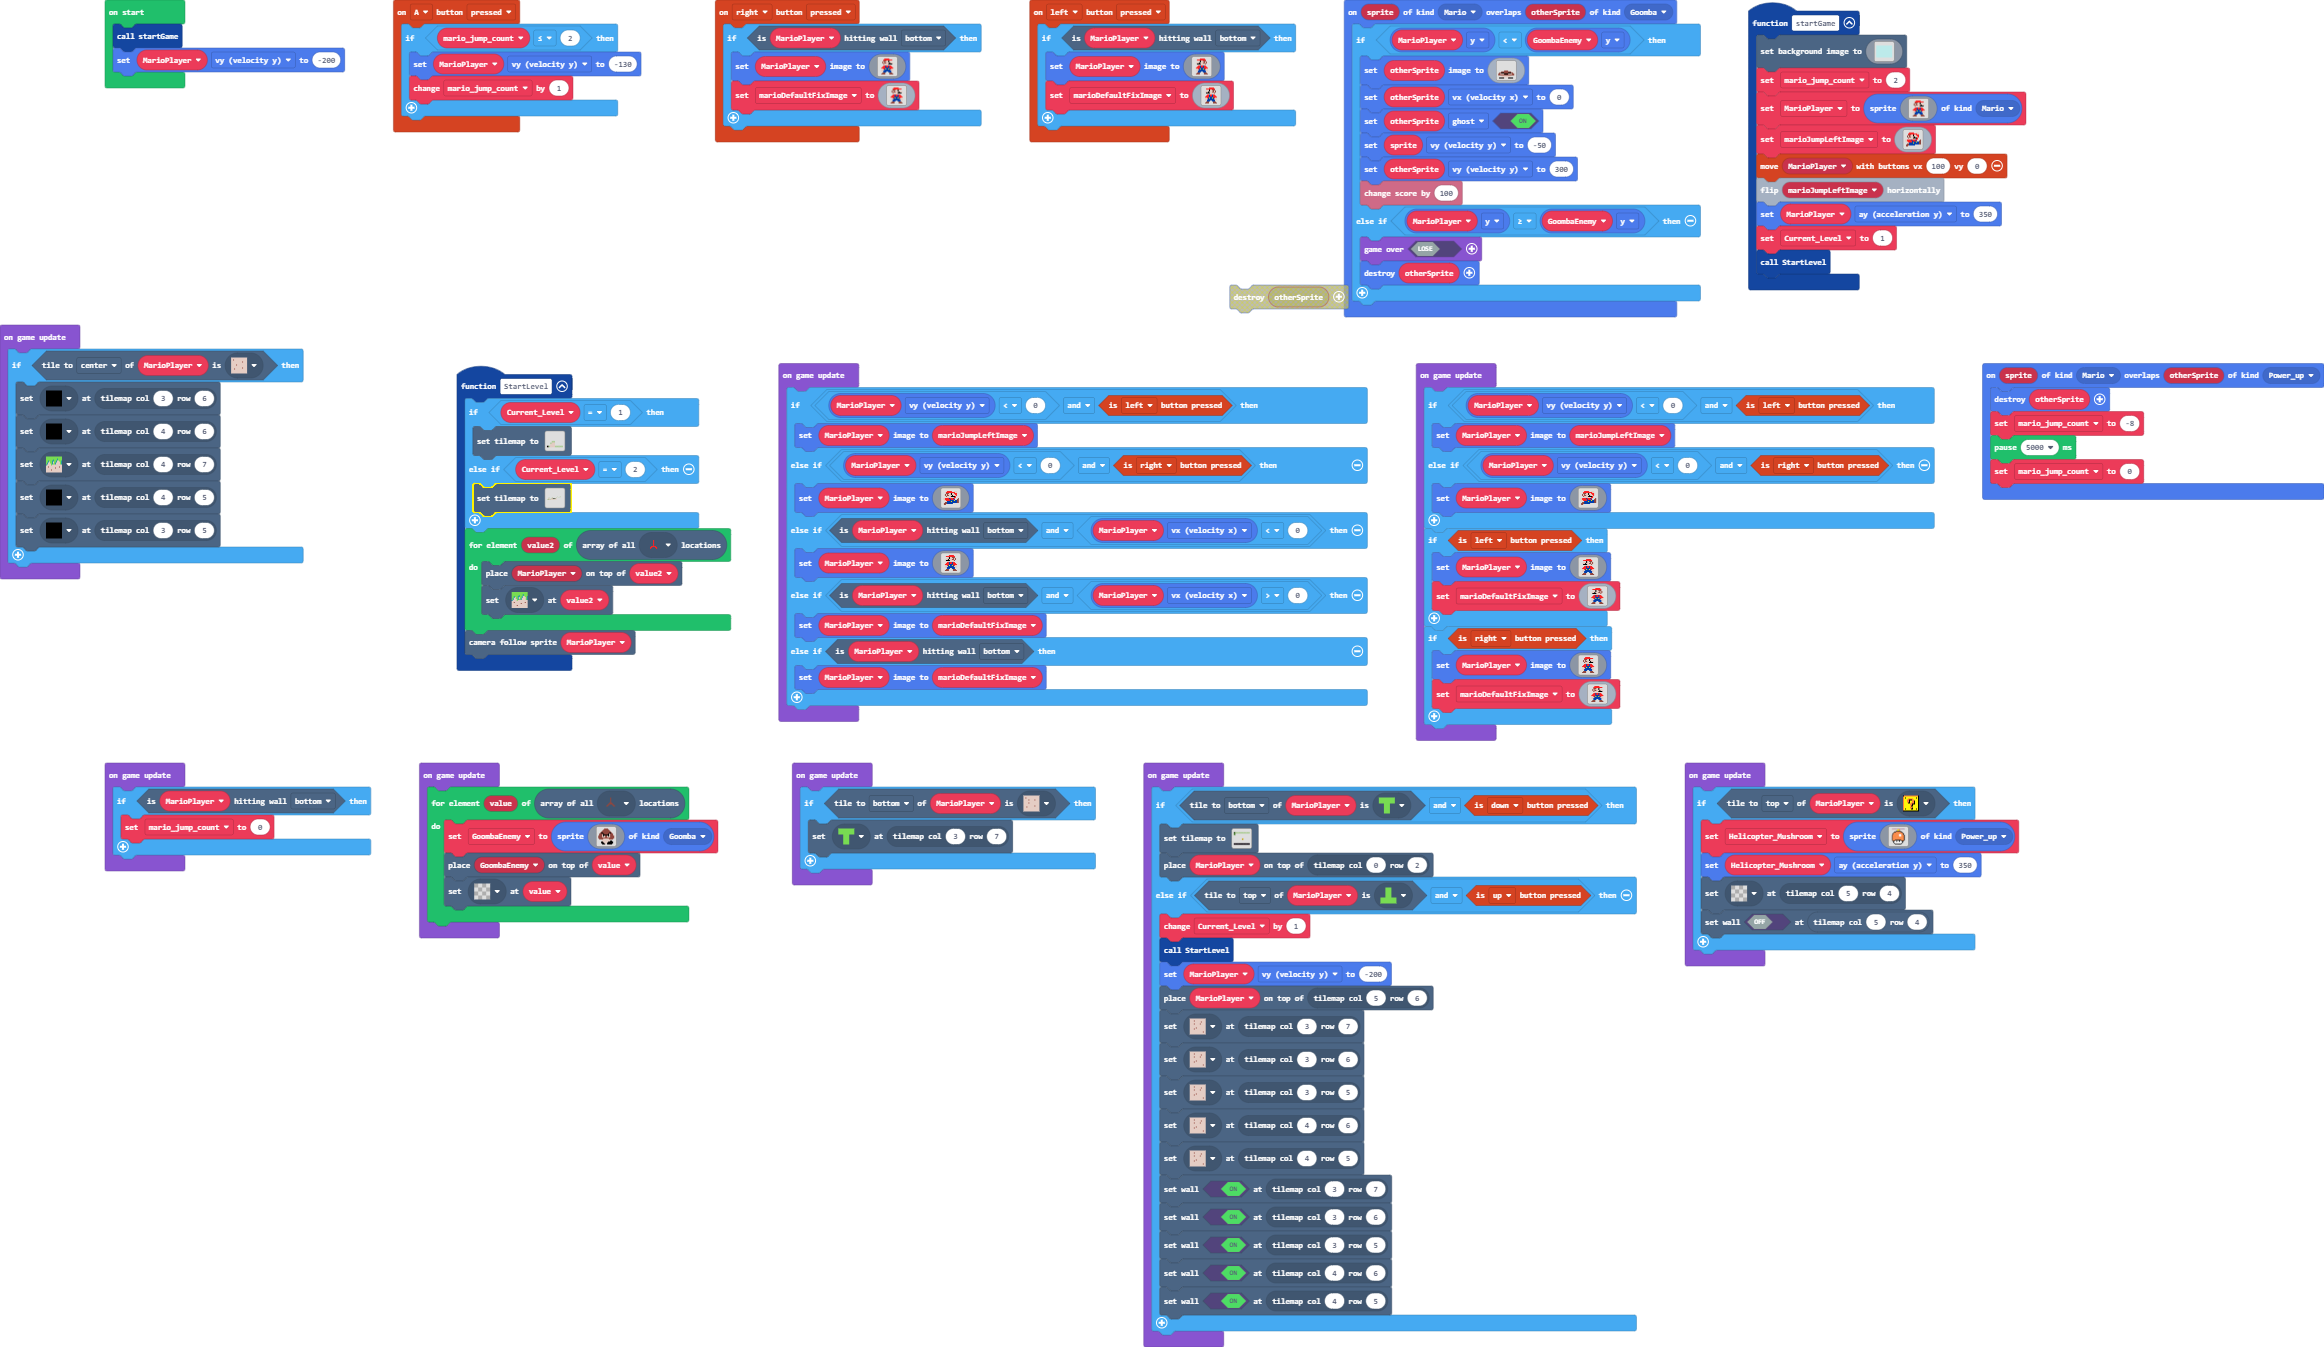 on start
call startGame
set MarioPlayer vy (velocity y) to -200
on A button pressed
if mario_jump_count ≤ 2 then
set MarioPlayer vy (velocity y) to -130
change mario_jump_count by 1
on right button pressed
if is MarioPlayer hitting wall bottom then
set MarioPlayer image to
set marioDefaultFixImage to
on left button pressed
if is MarioPlayer hitting wall bottom then
set MarioPlayer image to
set marioDefaultFixImage to
on sprite of kind Mario overlaps otherSprite of kind Goomba
if MarioPlayer y < GoombaEnemy y then
set otherSprite image to
set otherSprite vx (velocity x) to 0
set otherSprite ghost ON
set sprite vy (velocity y) to -50
set otherSprite vy (velocity y) to 300
change score by 100
else if MarioPlayer y ≥ GoombaEnemy y then
game over LOSE
destroy otherSprite
destroy otherSprite
function startGame
set background image to
set mario_jump_count to 2
set MarioPlayer to sprite of kind Mario
set marioJumpLeftImage to
move MarioPlayer with buttons vx 100 vy 0
flip marioJumpLeftImage horizontally
set MarioPlayer ay (acceleration y) to 350
set Current_Level to 1
call StartLevel
on game update
if tile to center of MarioPlayer is then
set at tilemap col 3 row 6
set at tilemap col 4 row 6
set at tilemap col 4 row 7
set at tilemap col 4 row 5
set at tilemap col 3 row 5
function StartLevel
if Current_Level = 1 then
set tilemap to
else if Current_Level = 2 then
set tilemap to
for element value2 of array of all locations
do
place MarioPlayer on top of value2
set at value2
camera follow sprite MarioPlayer
on game update
if MarioPlayer vy (velocity y) < 0 and is left button pressed then
set MarioPlayer image to marioJumpLeftImage
else if MarioPlayer vy (velocity y) < 0 and is right button pressed then
set MarioPlayer image to
else if is MarioPlayer hitting wall bottom and MarioPlayer vx (velocity x) < 0 then
set MarioPlayer image to
else if is MarioPlayer hitting wall bottom and MarioPlayer vx (velocity x) > 0 then
set MarioPlayer image to marioDefaultFixImage
else if is MarioPlayer hitting wall bottom then
set MarioPlayer image to marioDefaultFixImage
on game update
if MarioPlayer vy (velocity y) < 0 and is left button pressed then
set MarioPlayer image to marioJumpLeftImage
else if MarioPlayer vy (velocity y) < 0 and is right button pressed then
set MarioPlayer image to
if is left button pressed then
set MarioPlayer image to
set marioDefaultFixImage to
if is right button pressed then
set MarioPlayer image to
set marioDefaultFixImage to
on sprite of kind Mario overlaps otherSprite of kind Power_up
destroy otherSprite
set mario_jump_count to -8
pause 5000 ms
set mario_jump_count to 0
on game update
if is MarioPlayer hitting wall bottom then
set mario_jump_count to 0
on game update
for element value of array of all locations
do
set GoombaEnemy to sprite of kind Goomba
place GoombaEnemy on top of value
set at value
on game update
if tile to bottom of MarioPlayer is then
set at tilemap col 3 row 7
on game update
if tile to bottom of MarioPlayer is and is down button pressed then
set tilemap to
place MarioPlayer on top of tilemap col 0 row 2
else if tile to top of MarioPlayer is and is up button pressed then
change Current_Level by 1
call StartLevel
set MarioPlayer vy (velocity y) to -200
place MarioPlayer on top of tilemap col 5 row 6
set at tilemap col 3 row 7
set at tilemap col 3 row 6
set at tilemap col 3 row 5
set at tilemap col 4 row 6
set at tilemap col 4 row 5
set wall ON at tilemap col 3 row 7
set wall ON at tilemap col 3 row 6
set wall ON at tilemap col 3 row 5
set wall ON at tilemap col 4 row 6
set wall ON at tilemap col 4 row 5
on game update
if tile to top of MarioPlayer is then
set Helicopter_Mushroom to sprite of kind Power_up
set Helicopter_Mushroom ay (acceleration y) to 350
set at tilemap col 5 row 4
set wall OFF at tilemap col 5 row 4